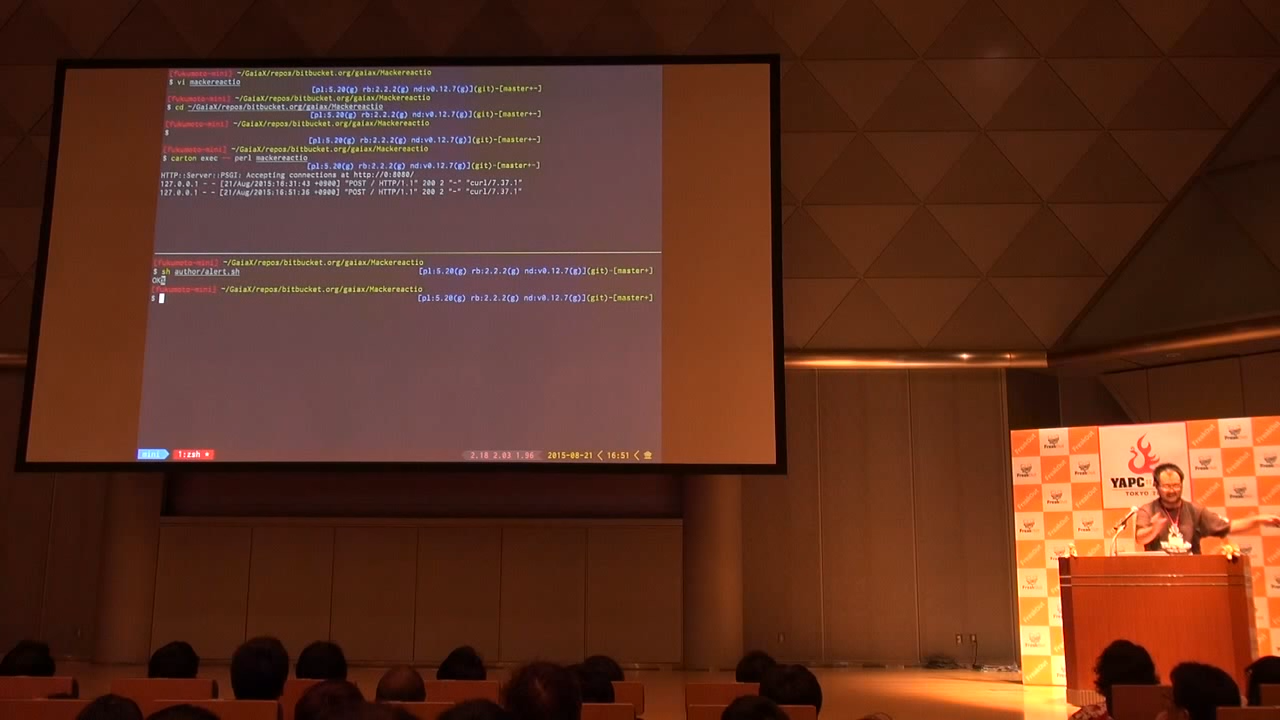 [fukumoto-mini] ~/GaiaX/repos/bitbucket.org/gaiax/Mackereactio
$ vi mackereactio
[pl:5.20(g) rb:2.2.2(g) nd:v0.12.7(g)](git)-[master+-]
[fukumoto-mini] ~/GaiaX/repos/bitbucket.org/gaiax/Mackereactio
$ cd ~/GaiaX/repos/bitbucket.org/gaiax/Mackereactio
[pl:5.20(g) rb:2.2.2(g) nd:v0.12.7(g)](git)-[master+-]
[fukumoto-mini] ~/GaiaX/repos/bitbucket.org/gaiax/Mackereactio
$
[pl:5.20(g) rb:2.2.2(g) nd:v0.12.7(g)](git)-[master+-]
[fukumoto-mini] ~/GaiaX/repos/bitbucket.org/gaiax/Mackereactio
$ carton exec -- perl mackereactio
[pl:5.20(g) rb:2.2.2(g) nd:v0.12.7(g)](git)-[master+-]
HTTP::Server::PSGI: Accepting connections at http://0:8080/
127.0.0.1 - - [21/Aug/2015:16:31:43 +0900] "POST / HTTP/1.1" 200 2 "-" "curl/7.37.1"
127.0.0.1 - - [21/Aug/2015:16:51:36 +0900] "POST / HTTP/1.1" 200 2 "-" "curl/7.37.1"
[fukumoto-mini] ~/GaiaX/repos/bitbucket.org/gaiax/Mackereactio
$ sh author/alert.sh [pl:5.20(g) rb:2.2.2(g) nd:v0.12.7(g)](git)-[master+]
OK%
[fukumoto-mini] ~/GaiaX/repos/bitbucket.org/gaiax/Mackereactio
$ [pl:5.20(g) rb:2.2.2(g) nd:v0.12.7(g)](git)-[master+]
mini 1:zsh * 2.18 2.03 1.96 2015-08-21 16:51
YAPC
TOKYO
FreakOut